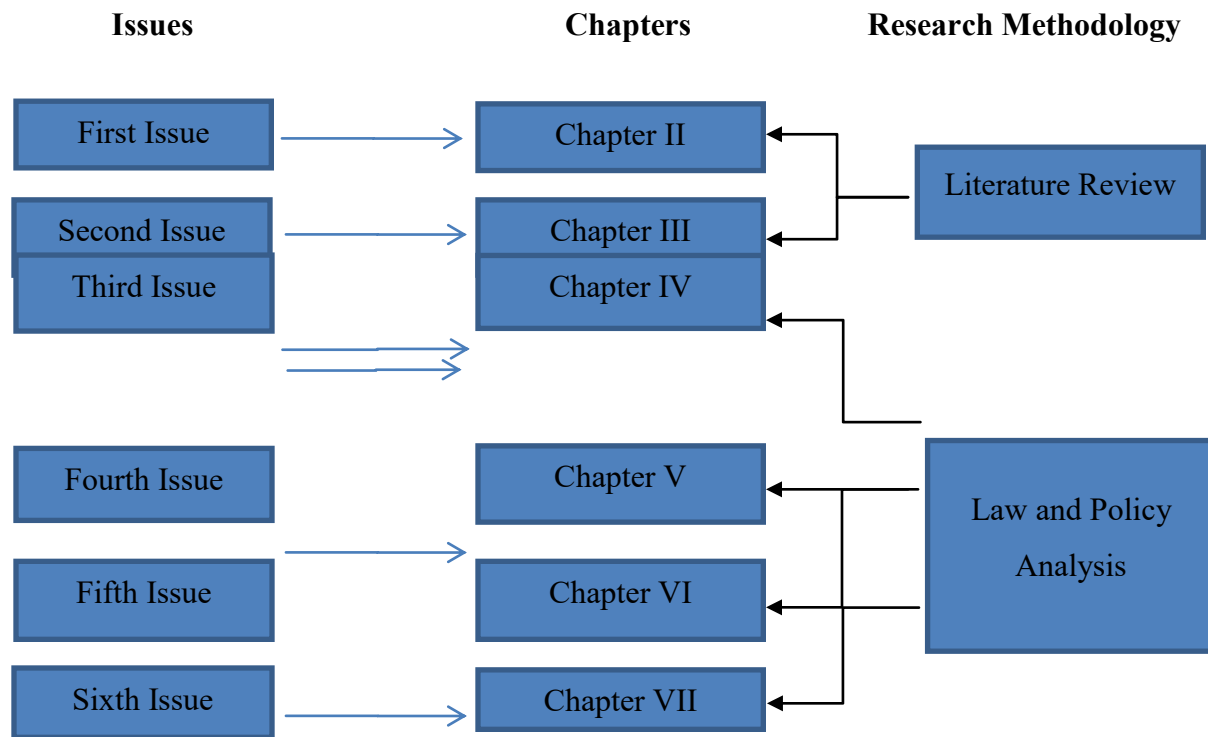 Issues
Chapters
Research Methodology
First Issue
Chapter II
Literature Review
Second Issue
Chapter III
Third Issue
Chapter IV
Fourth Issue
Chapter V
Law and Policy
Analysis
Fifth Issue
Chapter VI
Sixth Issue
Chapter VII